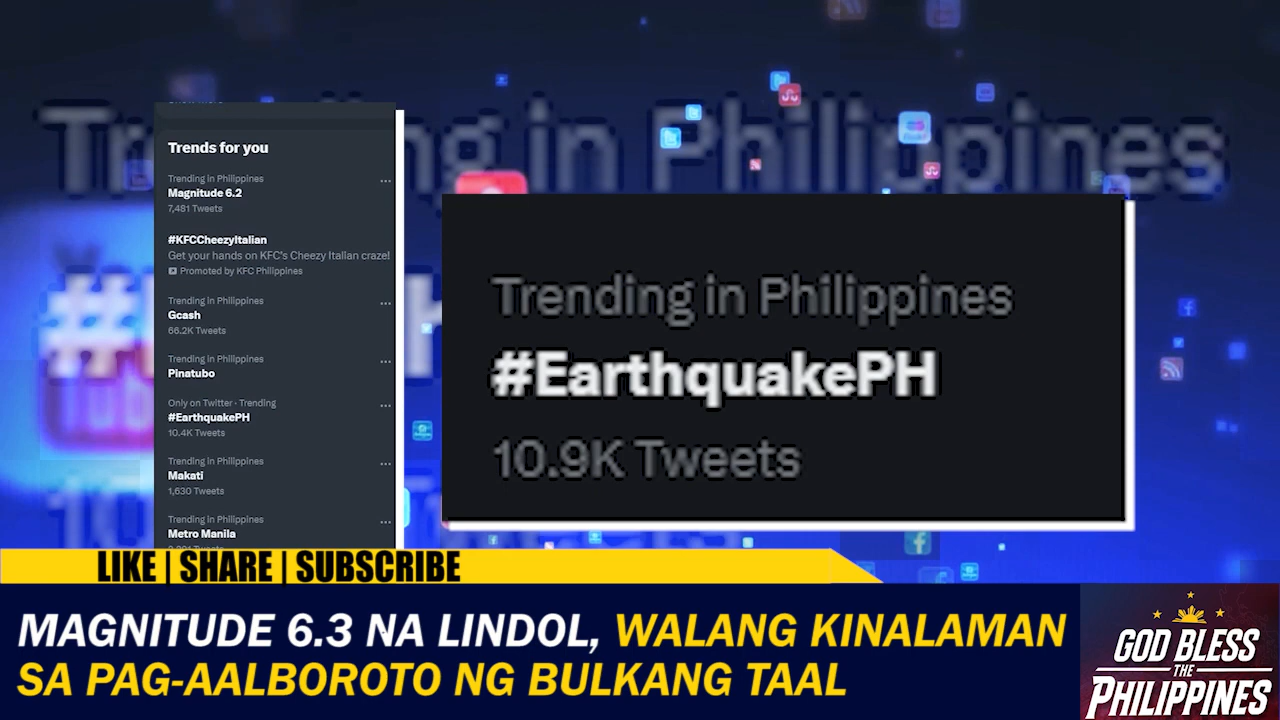 Trending in Philippines
Trends for you
Trending in Philippines
Magnitude 6.2
7,481 Tweets
#KFCCheezyItalian
Get your hands on KFC's Cheezy Italian craze!
Promoted by KFC Philippines
Trending in Philippines
Gcash
66.2K Tweets
Trending in Philippines
Pinatubo
Only on Twitter · Trending
#EarthquakePH
10.4K Tweets
Trending in Philippines
Makati
1,630 Tweets
Trending in Philippines
Metro Manila
Trending in Philippines
#EarthquakePH
10.9K Tweets
LIKE | SHARE | SUBSCRIBE
MAGNITUDE 6.3 NA LINDOL, WALANG KINALAMAN
SA PAG-AALBOROTO NG BULKANG TAAL
GOD BLESS
THE
PHILIPPINES